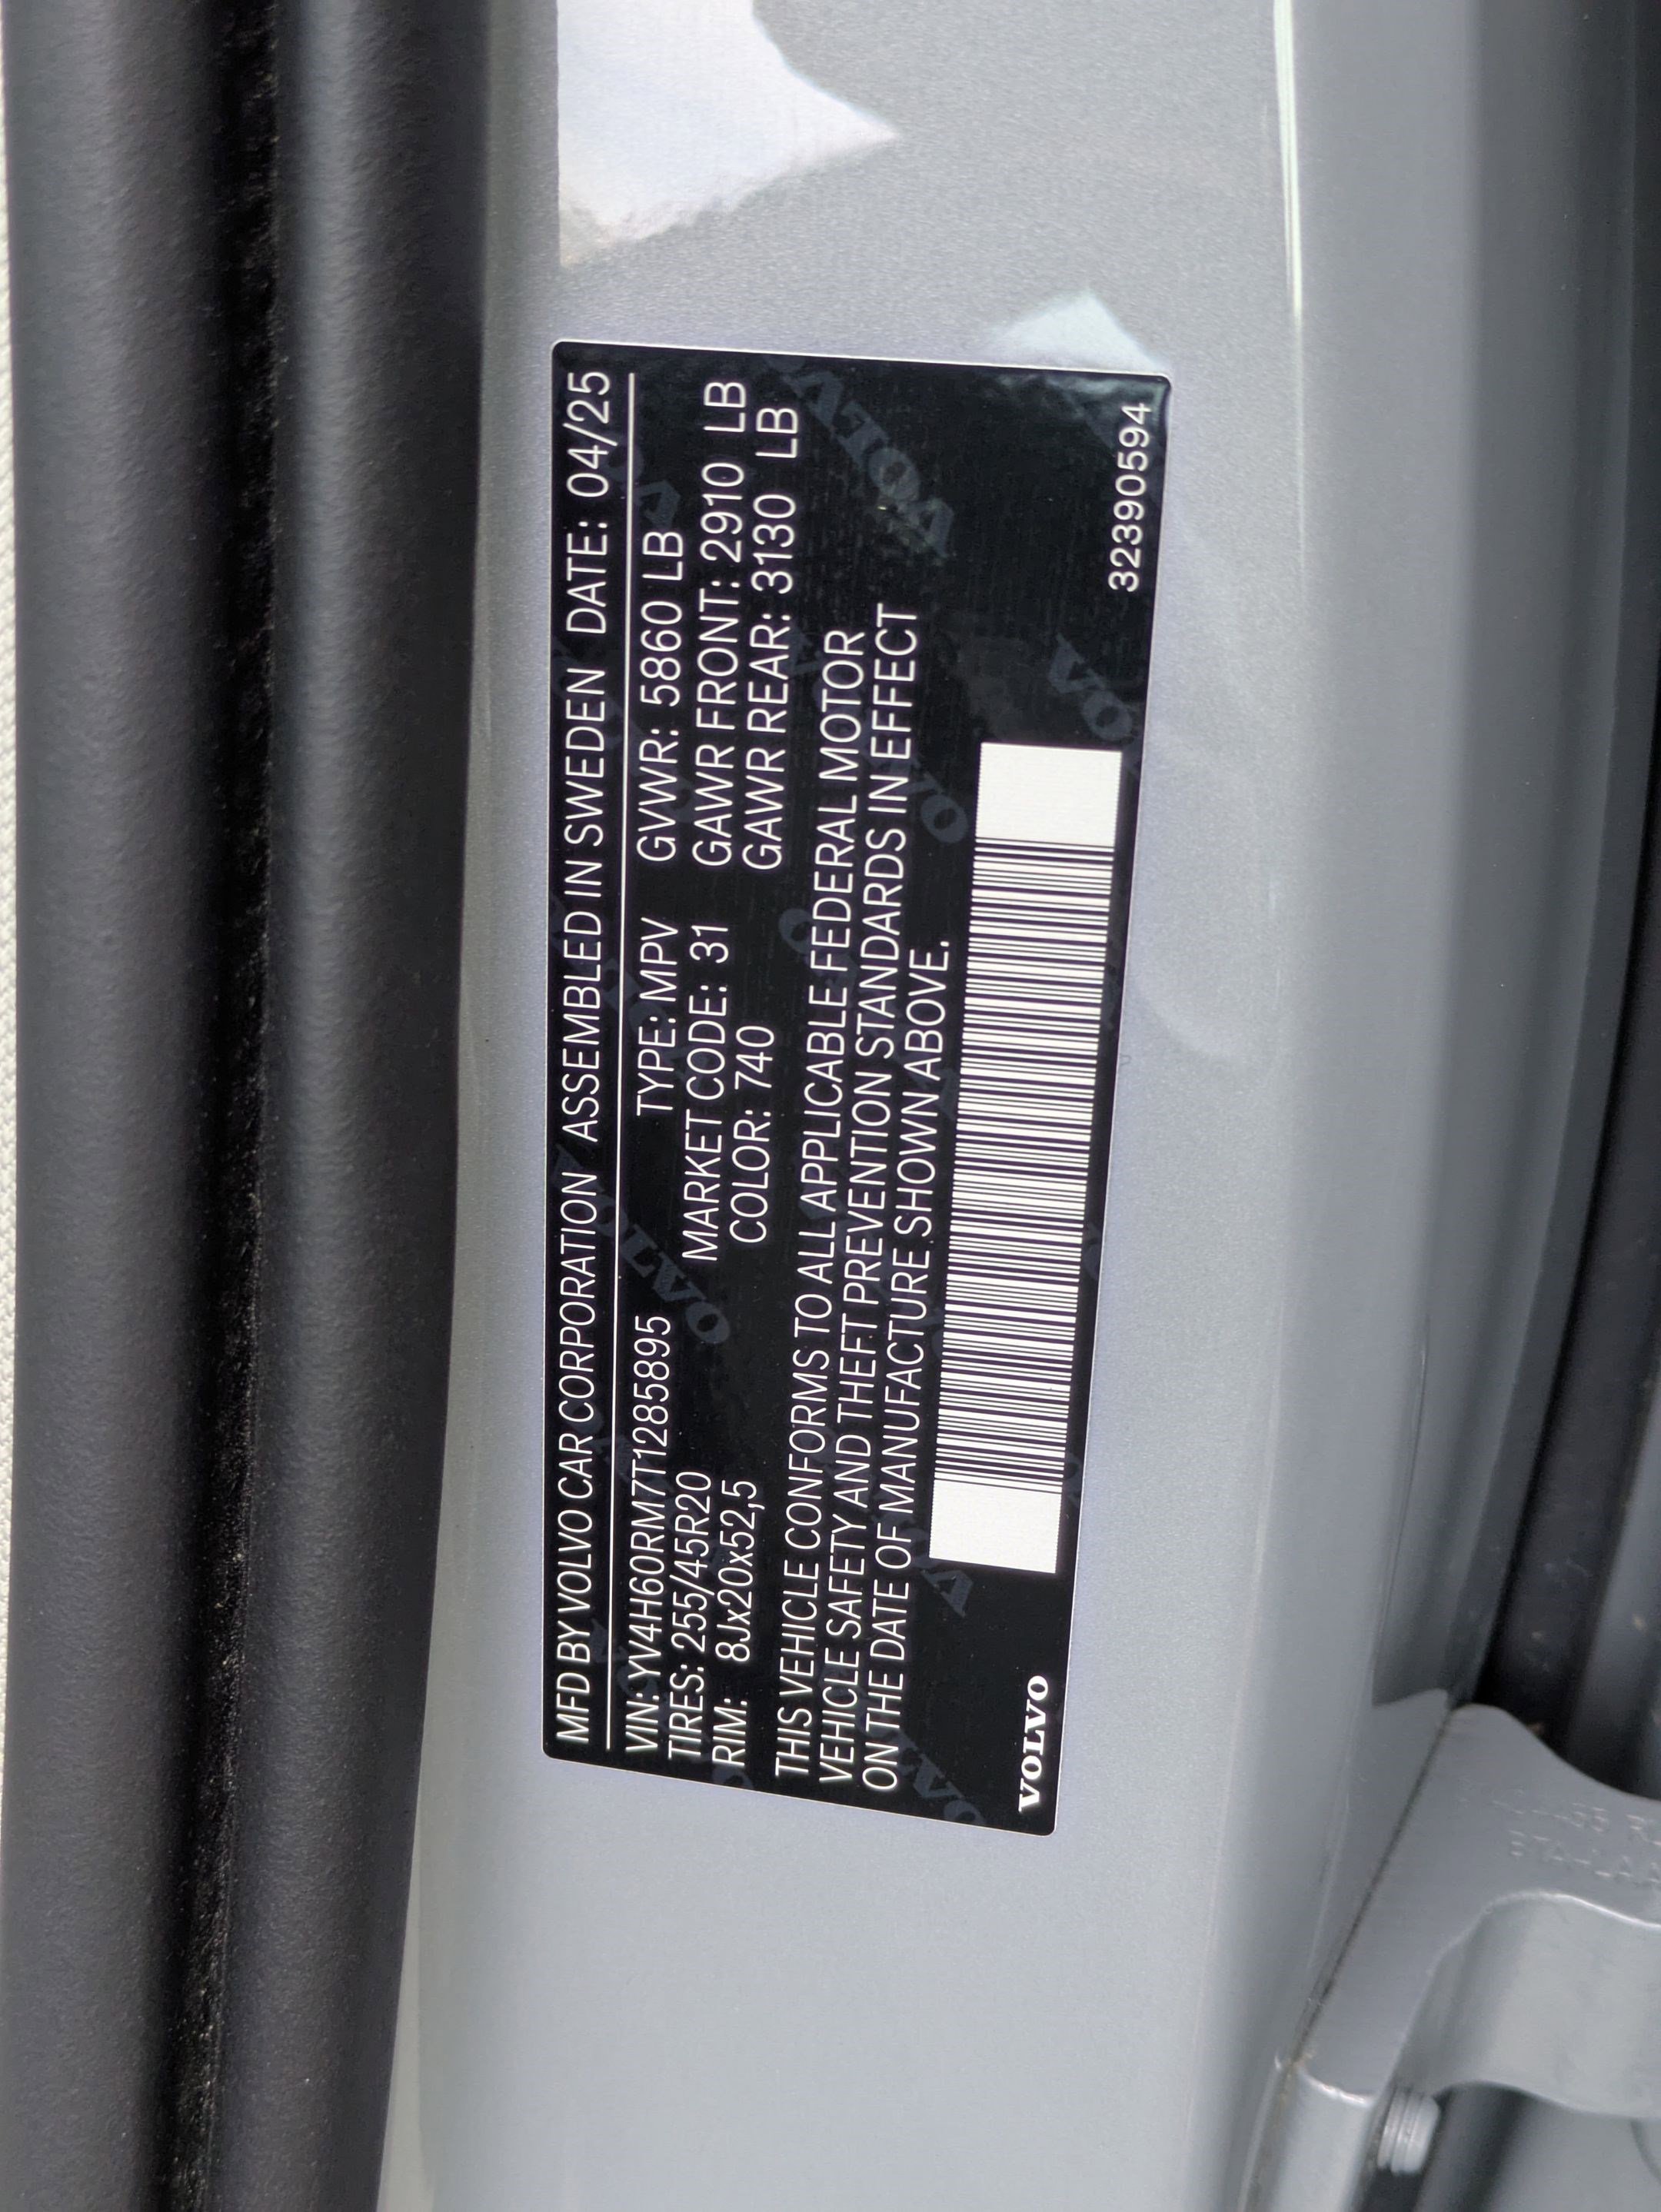 MFD BY VOLVO CAR CORPORATION ASSEMBLED IN SWEDEN DATE: 04/25
VIN: YV4H60RM7T1285895 TYPE: MPV GVWR: 5860 LB
TIRES: 255/45R20 MARKET CODE: 31 GAWR FRONT: 2910 LB
RIM: 8Jx20x52,5 COLOR: 740 GAWR REAR: 3130 LB
THIS VEHICLE CONFORMS TO ALL APPLICABLE FEDERAL MOTOR
VEHICLE SAFETY AND THEFT PREVENTION STANDARDS IN EFFECT
ON THE DATE OF MANUFACTURE SHOWN ABOVE.
VOLVO 32390594